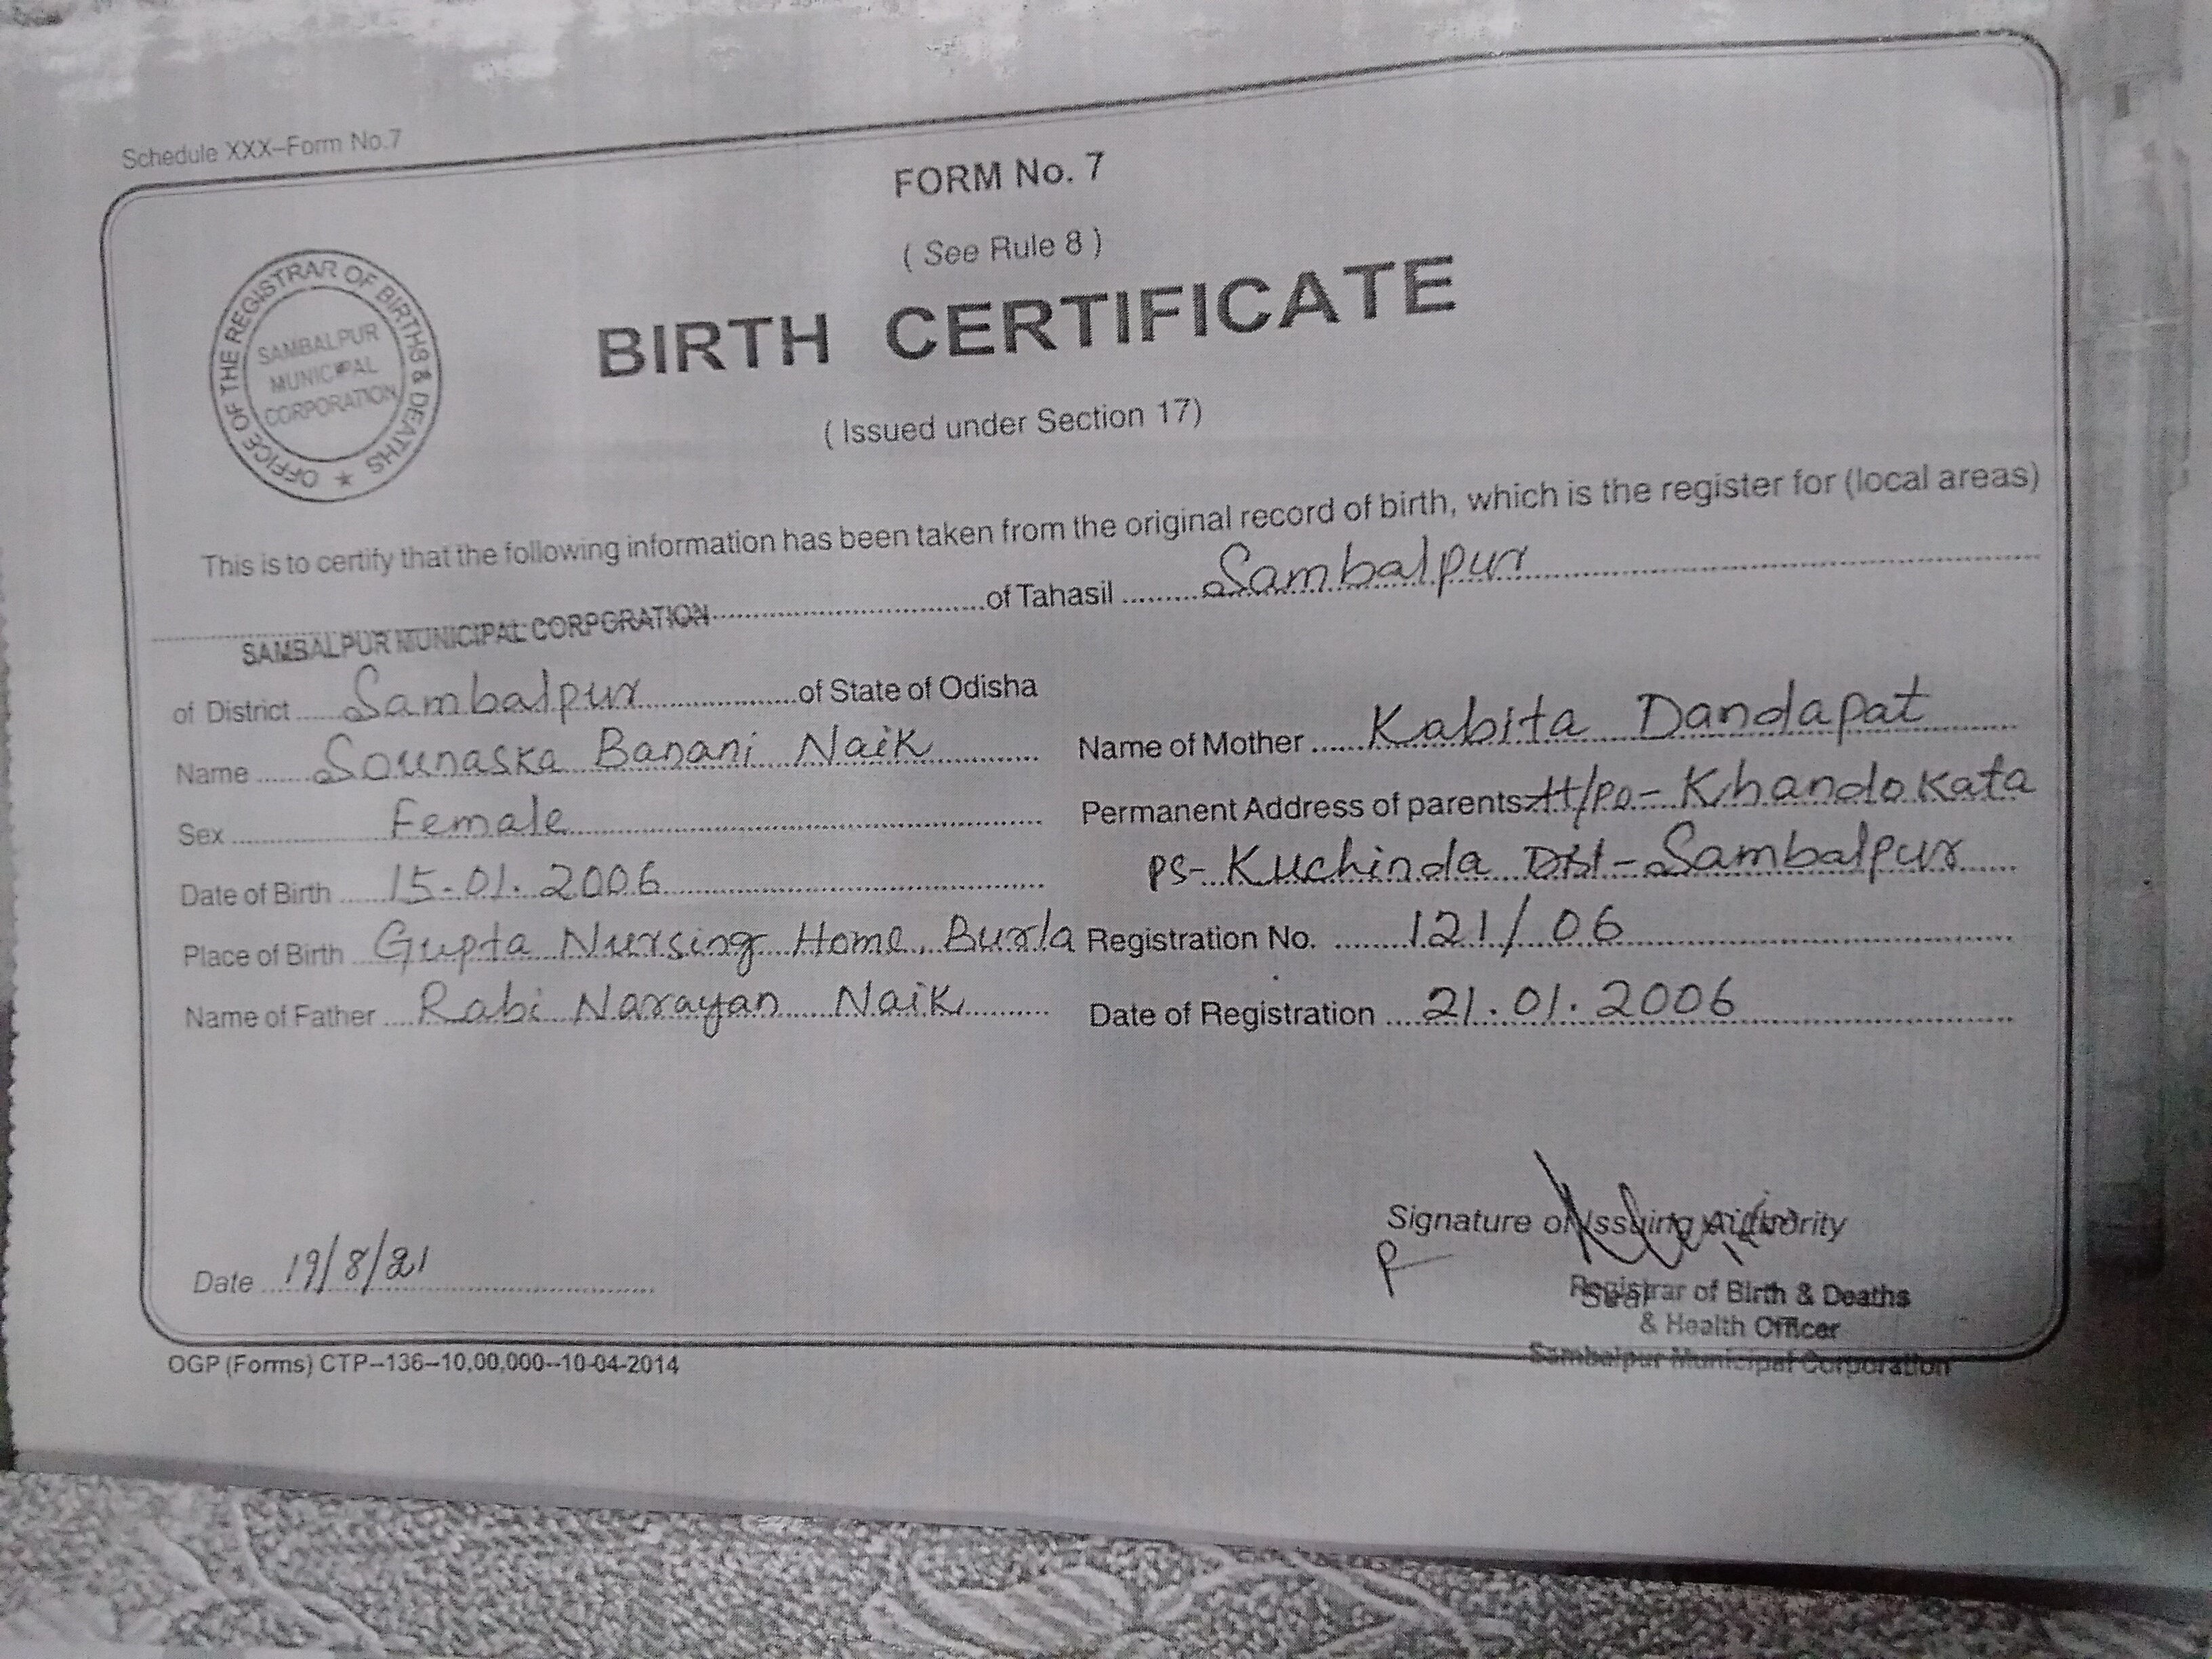 Schedule XXX–Form No.7
FORM No. 7
( See Rule 8 )
BIRTH CERTIFICATE
( Issued under Section 17)
OFFICE OF THE REGISTRAR OF BIRTHS & DEATHS ★
SAMBALPUR
MUNICIPAL
CORPORATION
This is to certify that the following information has been taken from the original record of birth, which is the register for (local areas)
SAMBALPUR MUNICIPAL CORPORATION of Tahasil Sambalpur
of District Sambalpur of State of Odisha
Name Sounaska Banani Naik
Sex Female
Date of Birth 15-01.2006
Place of Birth Gupta Nursing Home, Burla
Name of Father Rabi Narayan Naik
Name of Mother Kabita Dandapat
Permanent Address of parents At/Po- Khandokata
PS- Kuchinda Dist- Sambalpur
Registration No. 121/06
Date of Registration 21.01.2006
Date 19/8/21
Signature of Issuing Authority
Seal
Registrar of Birth & Deaths
& Health Officer
Sambalpur Municipal Corporation
OGP (Forms) CTP–136–10,00,000--10-04-2014